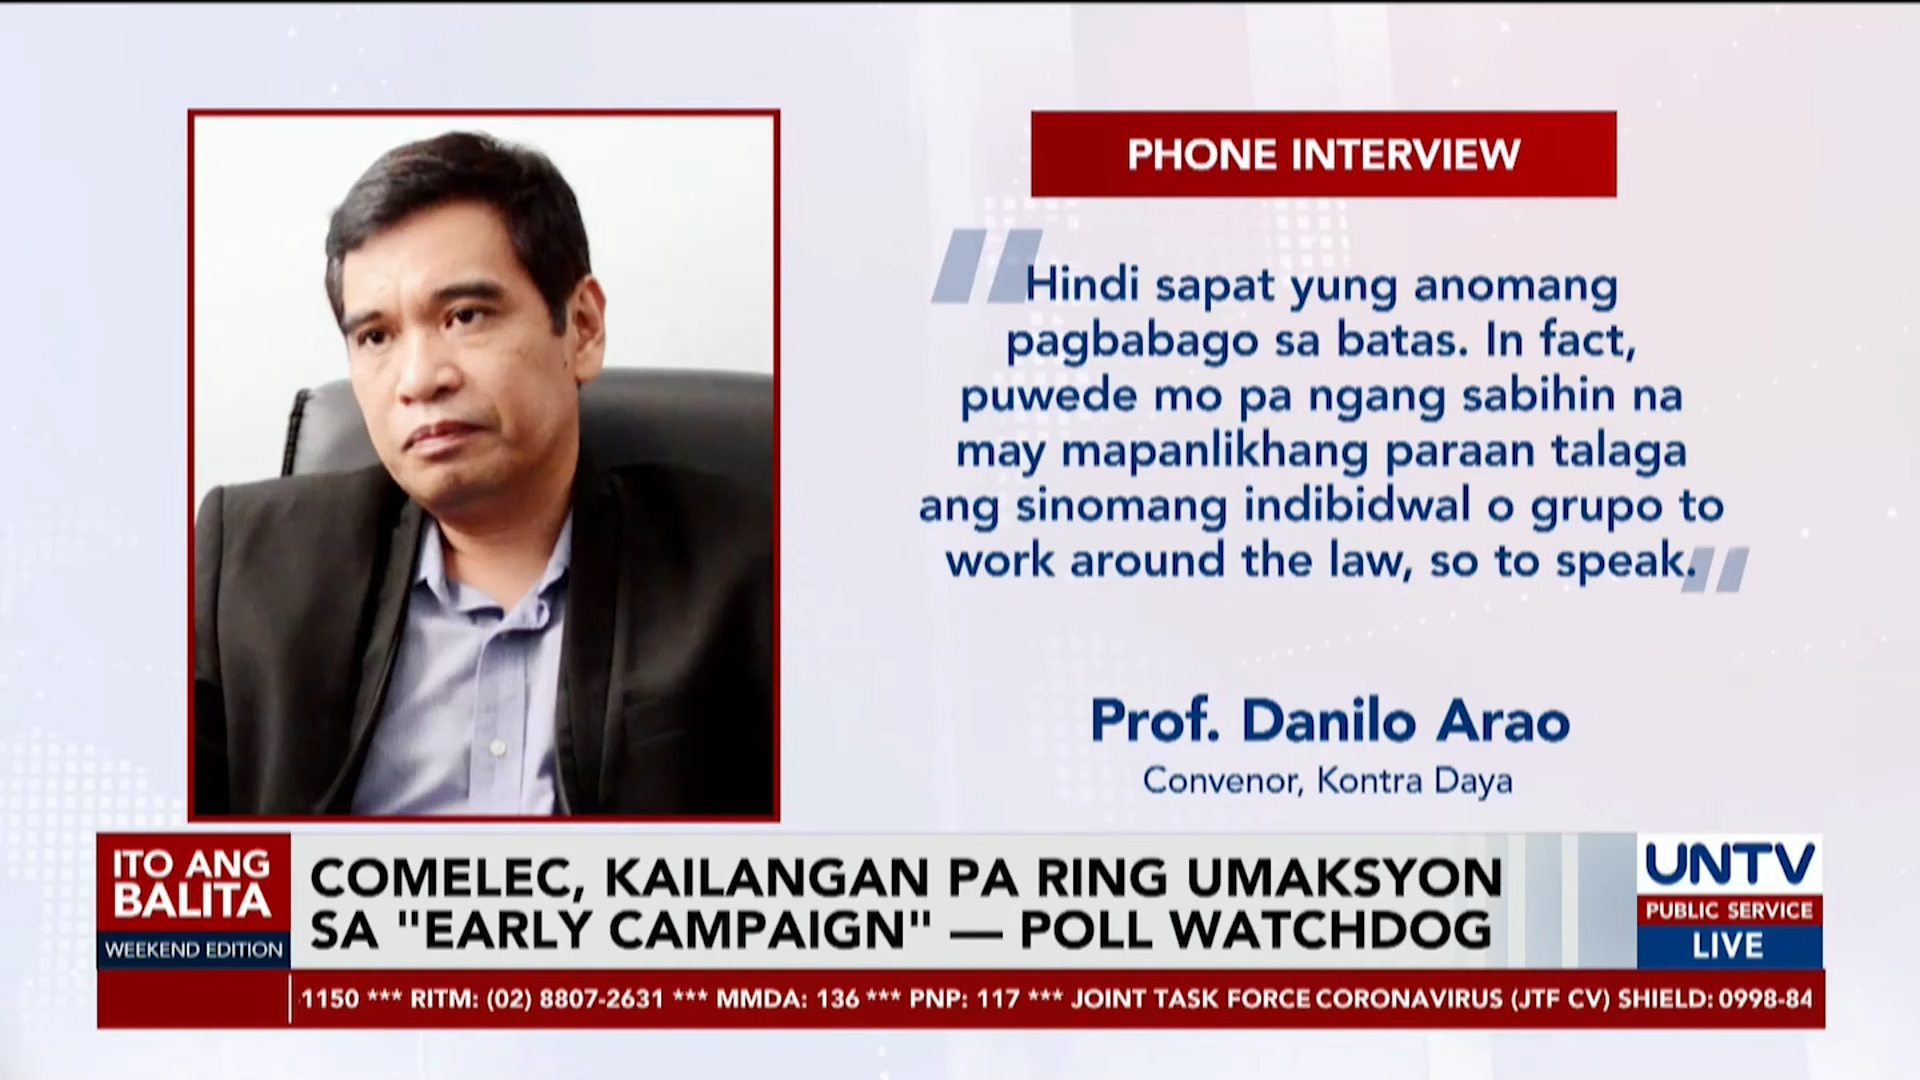 PHONE INTERVIEW
"Hindi sapat yung anomang
pagbabago sa batas. In fact,
puwede mo pa ngang sabihin na
may mapanlikhang paraan talaga
ang sinomang indibidwal o grupo to
work around the law, so to speak."
Prof. Danilo Arao
Convenor, Kontra Daya
ITO ANG
BALITA
WEEKEND EDITION
COMELEC, KAILANGAN PA RING UMAKSYON
SA "EARLY CAMPAIGN" — POLL WATCHDOG
UNTV
PUBLIC SERVICE
LIVE
1150 *** RITM: (02) 8807-2631 *** MMDA: 136 *** PNP: 117 *** JOINT TASK FORCE CORONAVIRUS (JTF CV) SHIELD: 0998-84